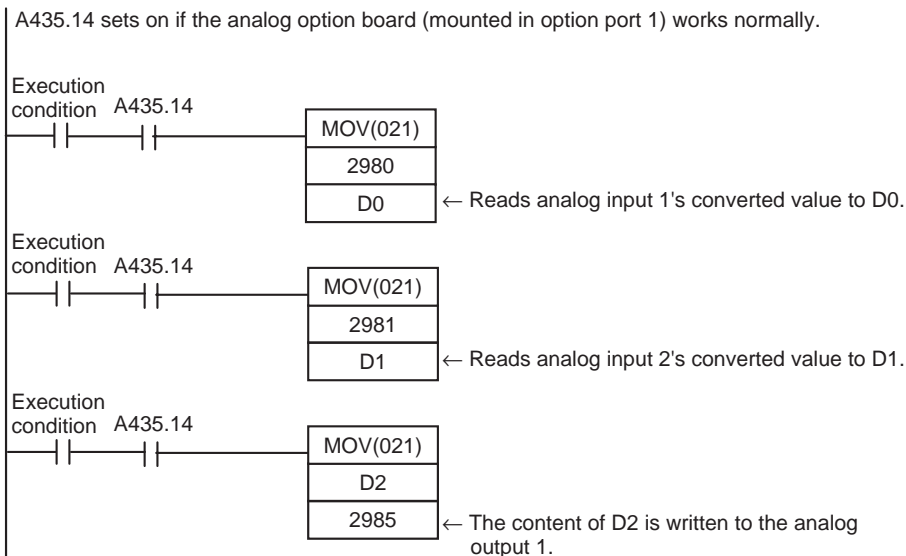 A435.14 sets on if the analog option board (mounted in option port 1) works normally.
Execution
condition A435.14
MOV(021)
2980
D0 ← Reads analog input 1's converted value to D0.
Execution
condition A435.14
MOV(021)
2981
D1 ← Reads analog input 2's converted value to D1.
Execution
condition A435.14
MOV(021)
D2
2985 ← The content of D2 is written to the analog
output 1.